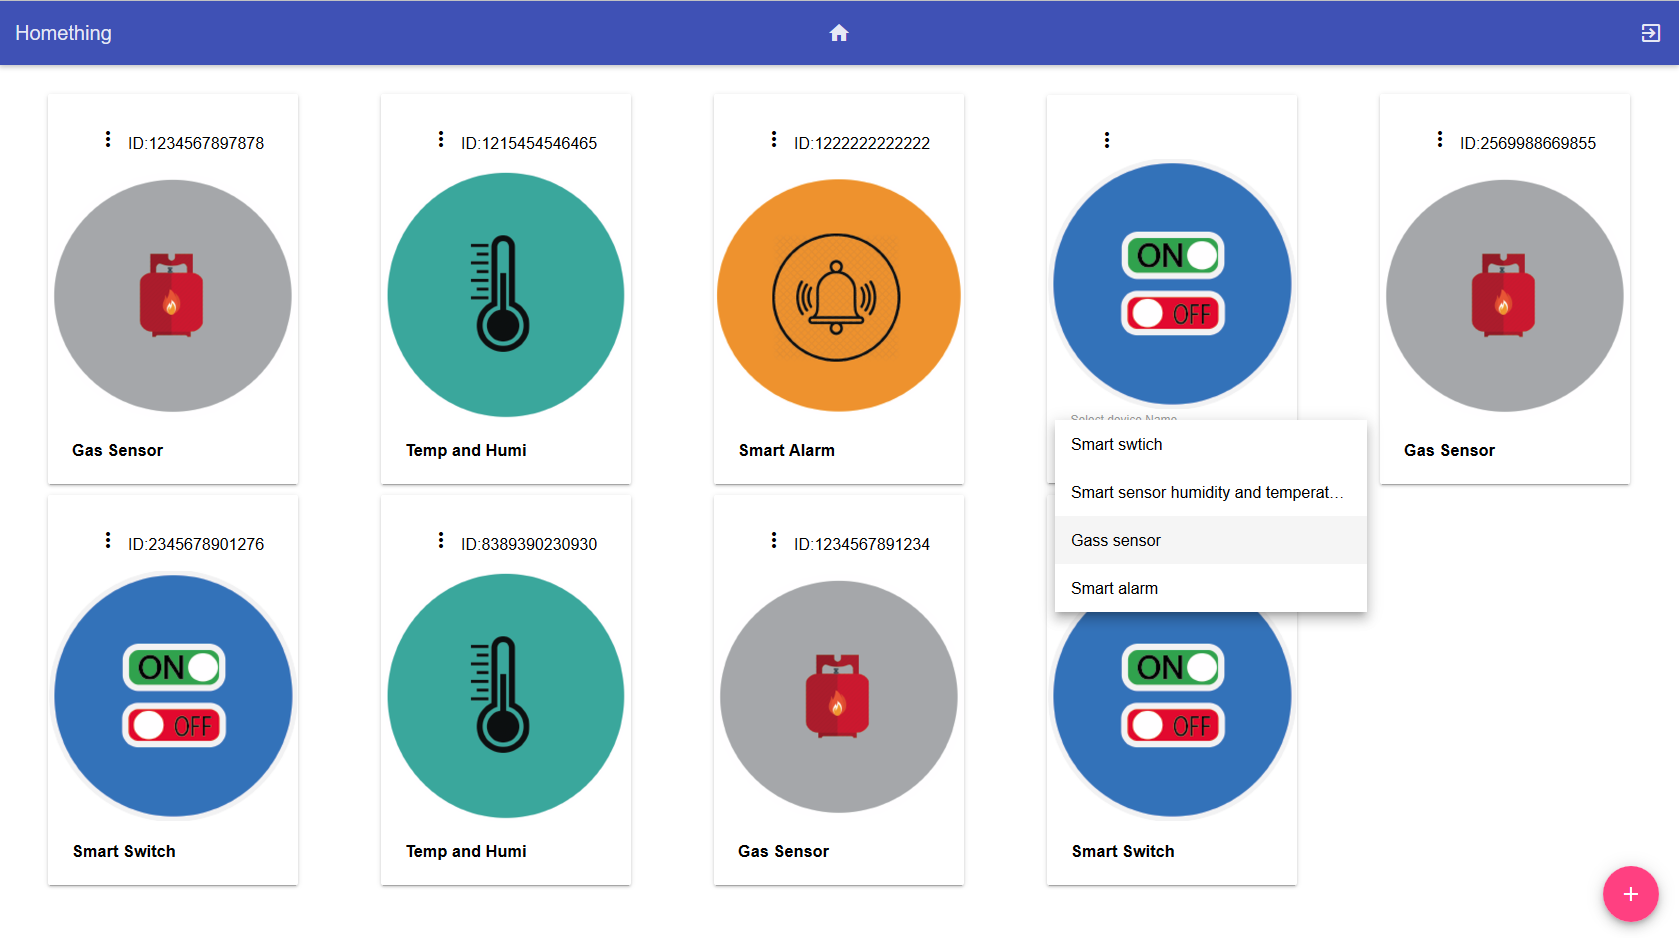 Homething
ID:1234567897878
ID:1215454546465
ID:1222222222222
ID:2569988669855
ON
OFF
Select device Name
Gas Sensor
Temp and Humi
Smart Alarm
Gas Sensor
Smart swtich
Smart sensor humidity and temperat...
Gass sensor
Smart alarm
ID:2345678901276
ID:8389390230930
ID:1234567891234
ON
OFF
ON
OFF
Smart Switch
Temp and Humi
Gas Sensor
Smart Switch